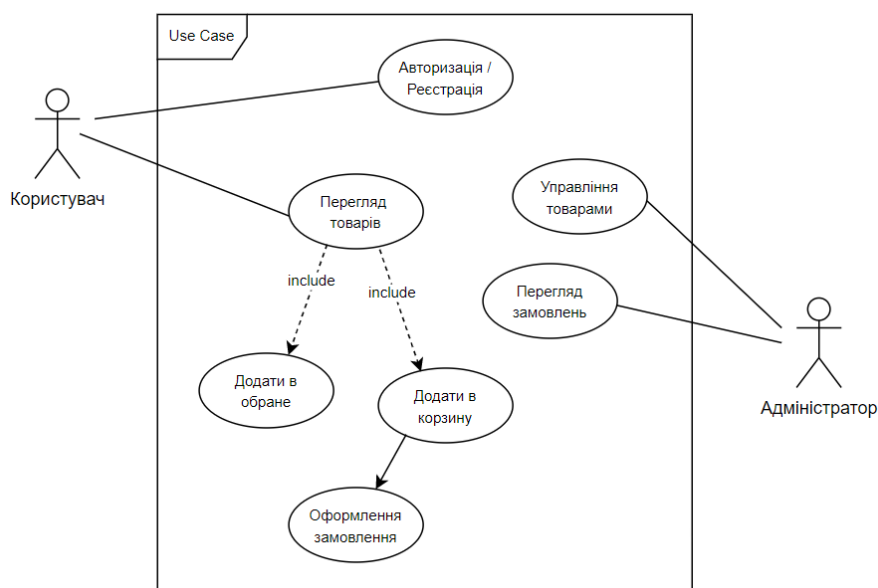 Use Case
Авторизація /
Реєстрація
Користувач
Перегляд
товарів
Управління
товарами
include
include
Перегляд
замовлень
Додати в
обране
Додати в
корзину
Адміністратор
Оформлення
замовлення